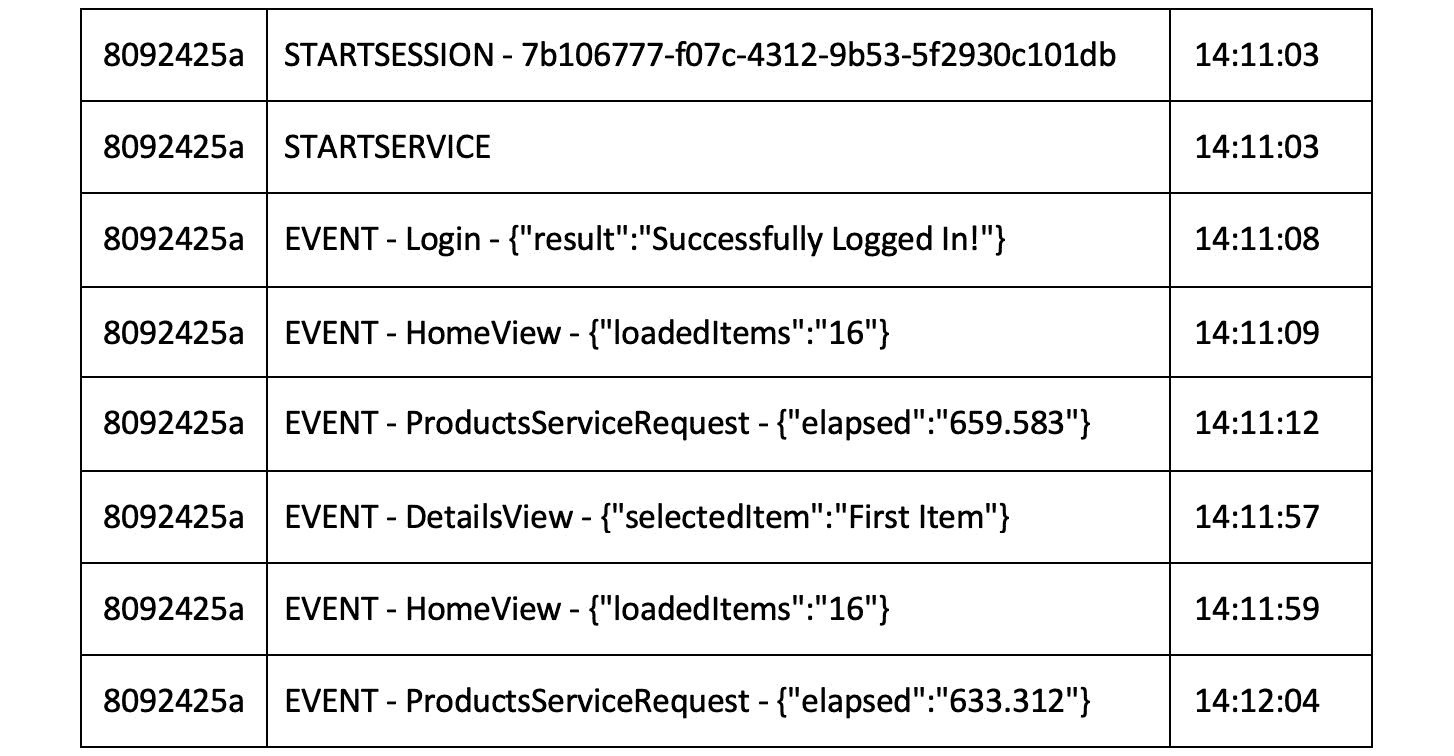 8092425a STARTSESSION - 7b106777-f07c-4312-9b53-5f2930c101db 14:11:03
8092425a STARTSERVICE 14:11:03
8092425a EVENT - Login - {"result":"Successfully Logged In!"} 14:11:08
8092425a EVENT - HomeView - {"loadedItems":"16"} 14:11:09
8092425a EVENT - ProductsServiceRequest - {"elapsed":"659.583"} 14:11:12
8092425a EVENT - DetailsView - {"selectedItem":"First Item"} 14:11:57
8092425a EVENT - HomeView - {"loadedItems":"16"} 14:11:59
8092425a EVENT - ProductsServiceRequest - {"elapsed":"633.312"} 14:12:04